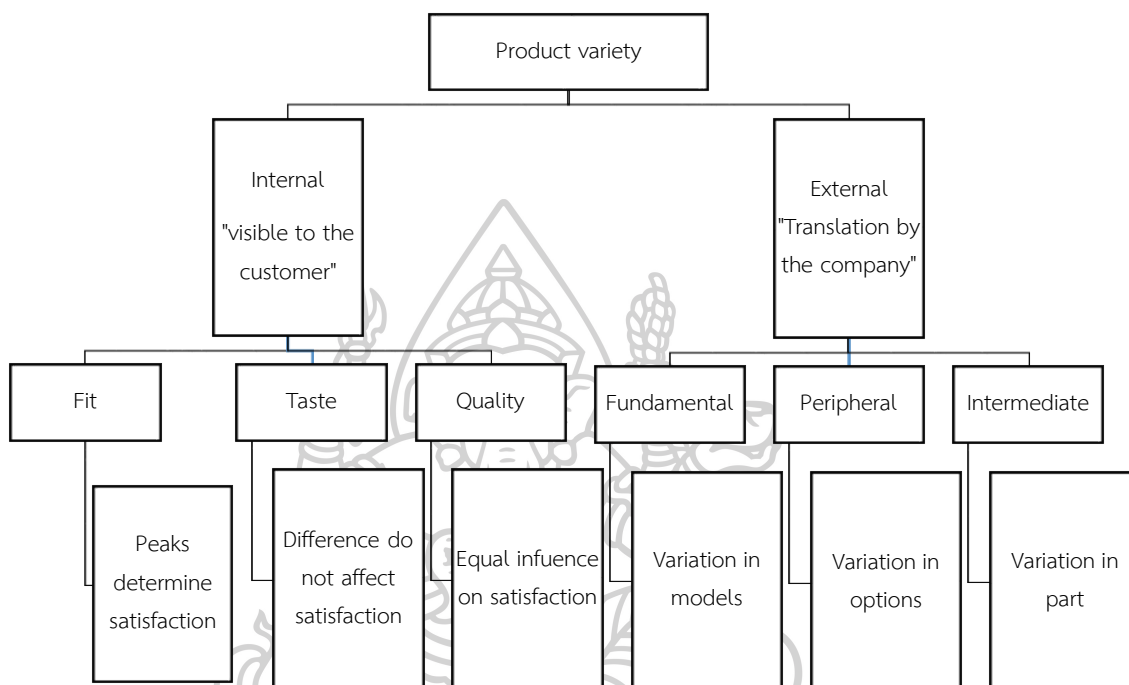 Product variety
Internal
"visible to the
customer"
External
"Translation by
the company"
Fit
Taste
Quality
Fundamental
Peripheral
Intermediate
Peaks
determine
satisfaction
Difference do
not affect
satisfaction
Equal infuence
on satisfaction
Variation in
models
Variation in
options
Variation in
part